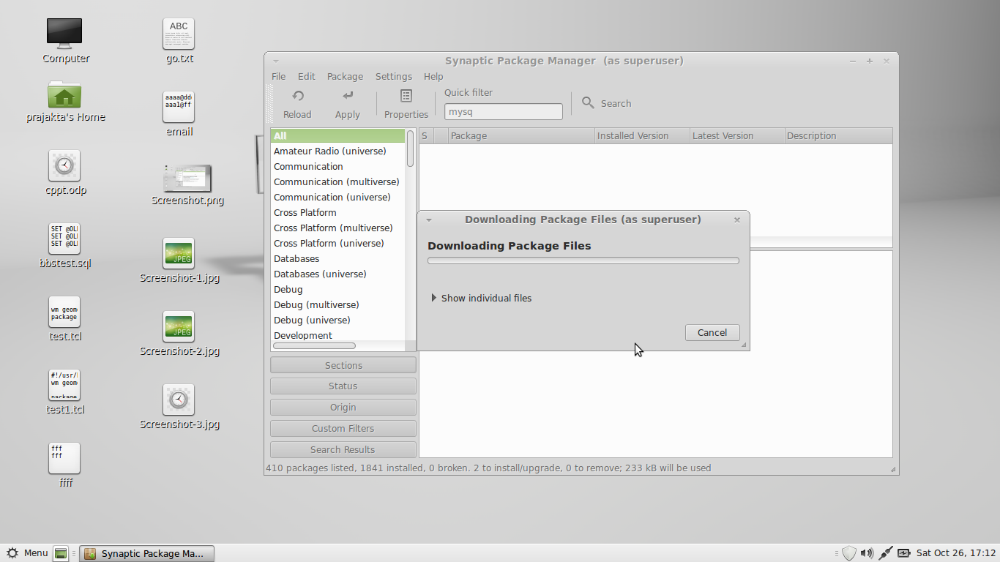 Computer
prajakta's Home
cppt.odp
SET @OL
SET @OL
SET @OL
bbstest.sql
wm geom
package
test.tcl
#!/usr/
wm geom
package
test1.tcl
fff
fff
ffff
ABC
go.txt
aaaa@dd
aaa1@ff
email
Screenshot.png
JPEG
Screenshot-1.jpg
JPEG
Screenshot-2.jpg
Screenshot-3.jpg
Synaptic Package Manager (as superuser)
File Edit Package Settings Help
Reload
Apply
Properties
Quick filter
mysq
Search
All
Amateur Radio (universe)
Communication
Communication (multiverse)
Communication (universe)
Cross Platform
Cross Platform (multiverse)
Cross Platform (universe)
Databases
Databases (universe)
Debug
Debug (multiverse)
Debug (universe)
Development
Sections
Status
Origin
Custom Filters
Search Results
S Package Installed Version Latest Version Description
Downloading Package Files (as superuser)
Downloading Package Files
Show individual files
Cancel
410 packages listed, 1841 installed, 0 broken. 2 to install/upgrade, 0 to remove; 233 kB will be used
Menu
Synaptic Package Ma...
Sat Oct 26, 17:12